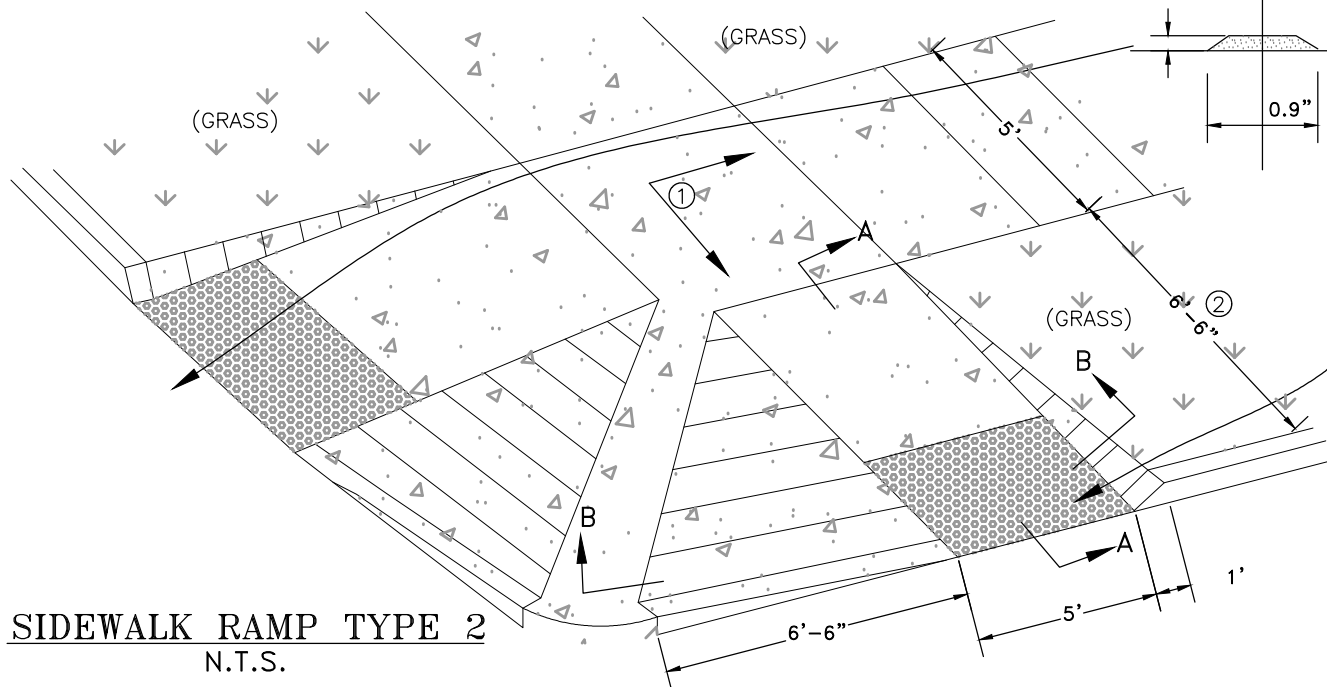 (GRASS)
(GRASS)
0.9”
5’
1
A
6’-6” 2
(GRASS)
B
B
A
1’
5’
6’-6”
SIDEWALK RAMP TYPE 2
N.T.S.